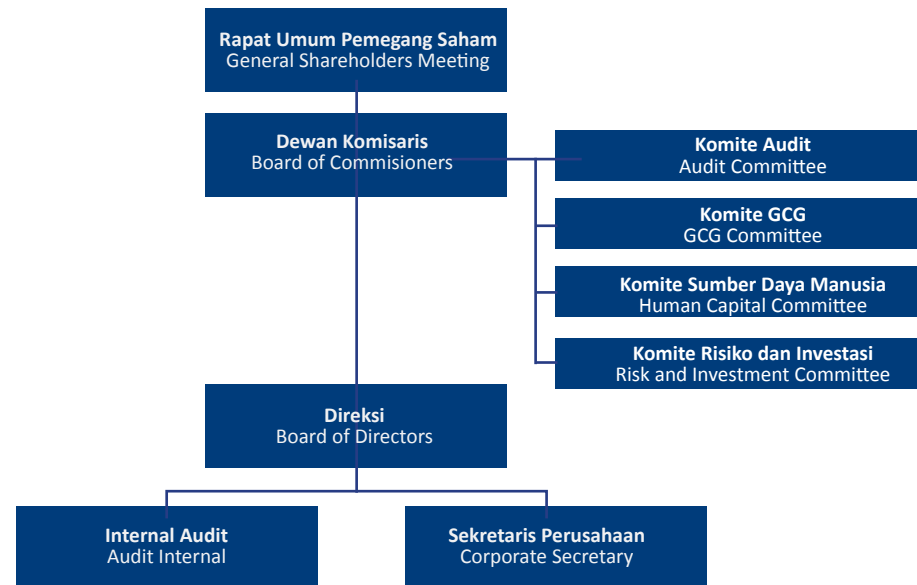 Rapat Umum Pemegang Saham
General Shareholders Meeting
Dewan Komisaris
Board of Commisioners
Komite Audit
Audit Committee
Komite GCG
GCG Committee
Komite Sumber Daya Manusia
Human Capital Committee
Komite Risiko dan Investasi
Risk and Investment Committee
Direksi
Board of Directors
Internal Audit
Audit Internal
Sekretaris Perusahaan
Corporate Secretary